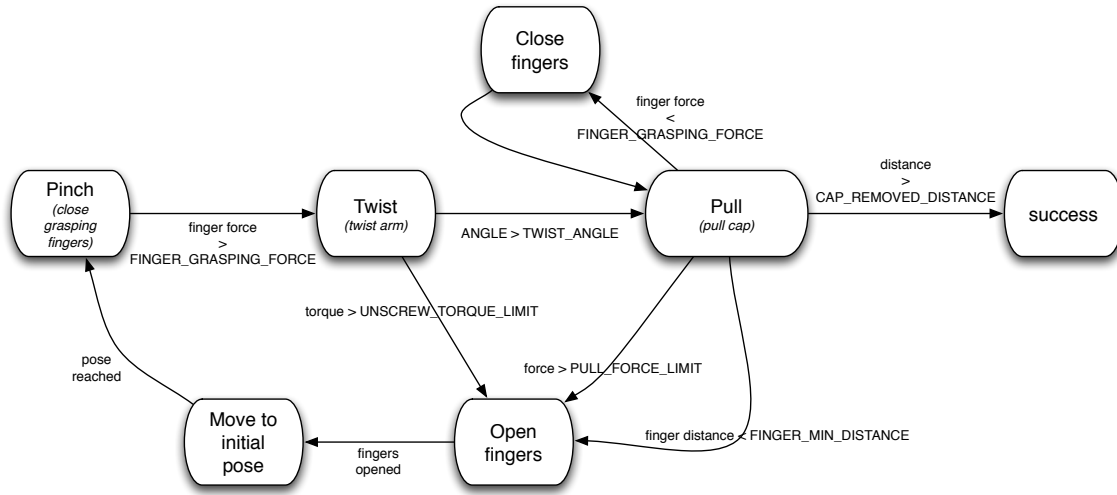 Close
fingers
finger force
<
FINGER_GRASPING_FORCE
Pinch
(close
grasping
fingers)
finger force
>
FINGER_GRASPING_FORCE
Twist
(twist arm)
ANGLE > TWIST_ANGLE
Pull
(pull cap)
distance
>
CAP_REMOVED_DISTANCE
success
torque > UNSCREW_TORQUE_LIMIT
force > PULL_FORCE_LIMIT
pose
reached
Move to
initial
pose
fingers
opened
Open
fingers
finger distance < FINGER_MIN_DISTANCE